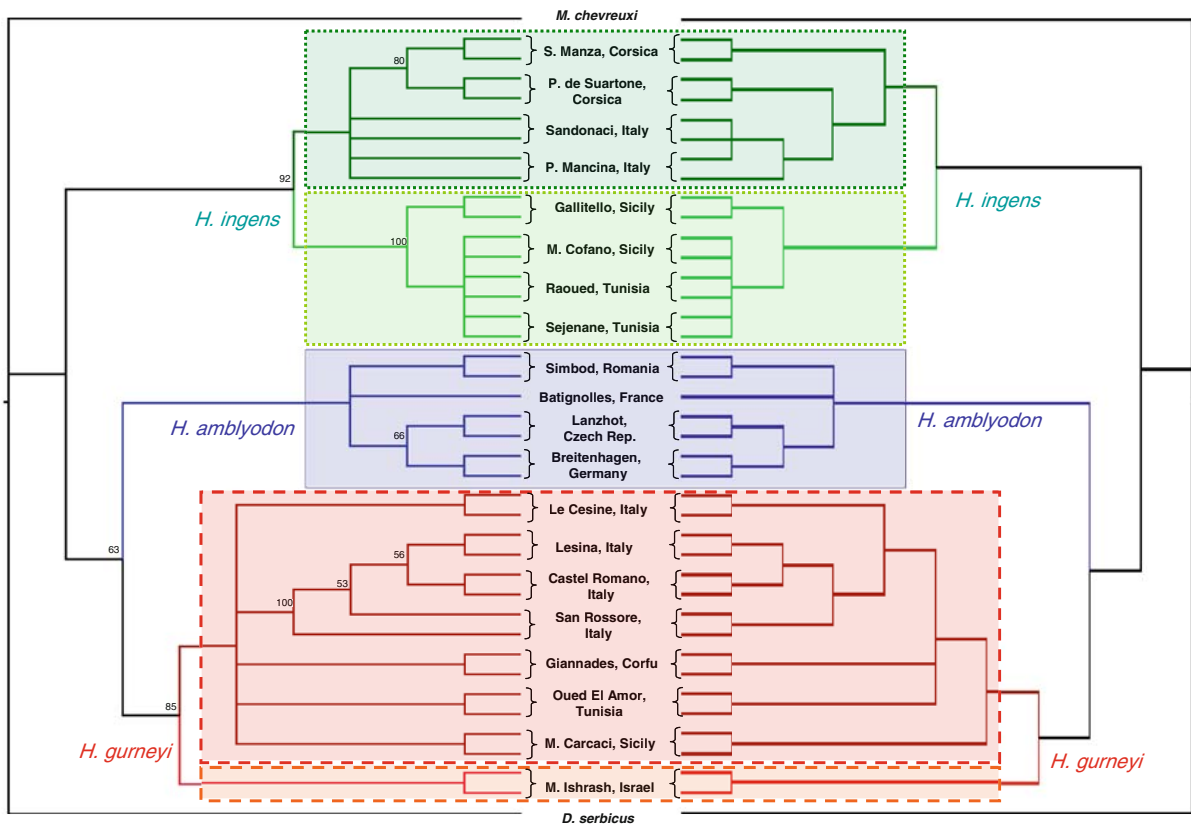 M. chevreuxi
S. Manza, Corsica
80
P. de Suartone,
Corsica
Sandonaci, Italy
P. Mancina, Italy
92
H. ingens
H. ingens
Gallitello, Sicily
100
M. Cofano, Sicily
Raoued, Tunisia
Sejenane, Tunisia
Simbod, Romania
Batignolles, France
H. amblyodon
H. amblyodon
Lanzhot,
Czech Rep.
66
Breitenhagen,
Germany
Le Cesine, Italy
63
Lesina, Italy
56
Castel Romano,
Italy
53
100
San Rossore,
Italy
Giannades, Corfu
85
Oued El Amor,
Tunisia
M. Carcaci, Sicily
H. gurneyi
H. gurneyi
M. Ishrash, Israel
D. serbicus